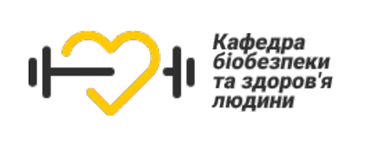 Кафедра
біобезпеки
та здоров'я
людини